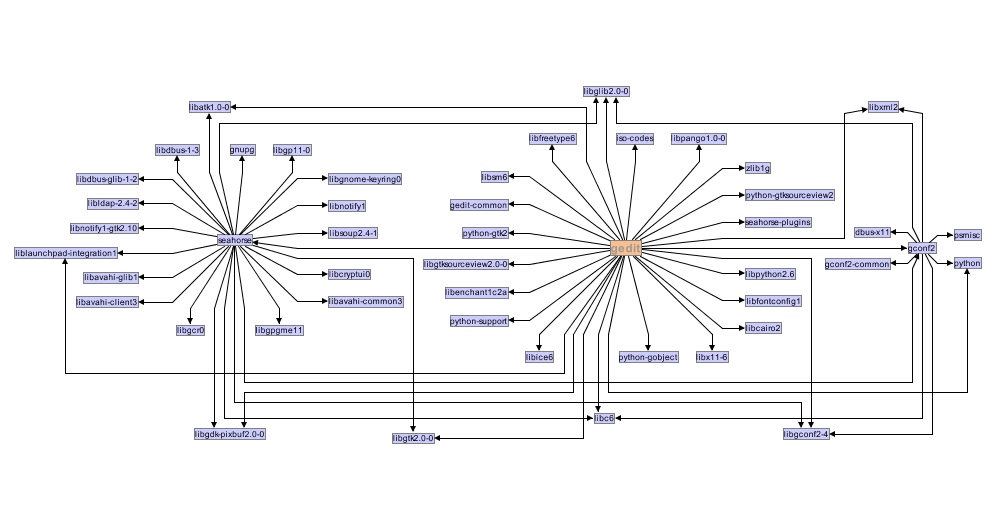 libglib2.0-0
libatk1.0-0
libxml2
libfreetype6
iso-codes
libpango1.0-0
libdbus-1-3
gnupg
libgp11-0
zlib1g
libdbus-glib-1-2
libgnome-keyring0
libsm6
python-gtksourceview2
libldap-2.4-2
libnotify1
gedit-common
seahorse-plugins
libnotify1-gtk2.10
libsoup2.4-1
python-gtk2
dbus-x11
psmisc
seahorse
gedit
gconf2
liblaunchpad-integration1
libgtksourceview2.0-0
gconf2-common
python
libavahi-glib1
libcryptui0
libpython2.6
libenchant1c2a
libavahi-client3
libavahi-common3
libfontconfig1
python-support
libcairo2
libgcr0
libgpgme11
libice6
python-gobject
libx11-6
libc6
libgdk-pixbuf2.0-0
libgtk2.0-0
libgconf2-4